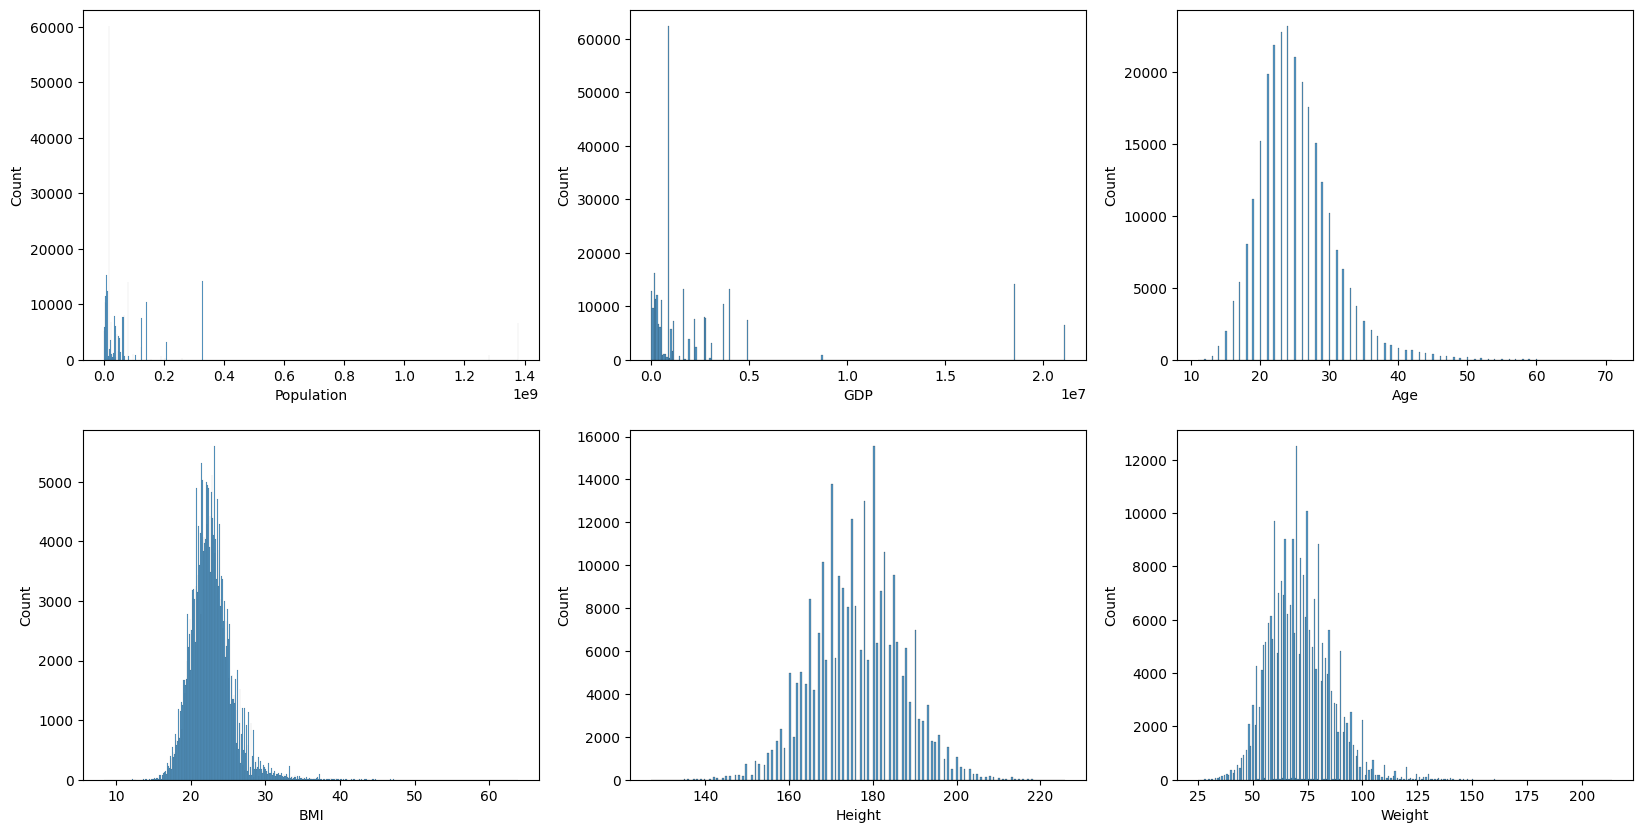 60000
50000
40000
30000
20000
10000
0
Count
0.0 0.2 0.4 0.6 0.8 1.0 1.2 1.4
1e9
Population
60000
50000
40000
30000
20000
10000
0
Count
0.0 0.5 1.0 1.5 2.0
1e7
GDP
20000
15000
10000
5000
0
Count
10 20 30 40 50 60 70
Age
5000
4000
3000
2000
1000
0
Count
10 20 30 40 50 60
BMI
16000
14000
12000
10000
8000
6000
4000
2000
0
Count
140 160 180 200 220
Height
12000
10000
8000
6000
4000
2000
0
Count
25 50 75 100 125 150 175 200
Weight